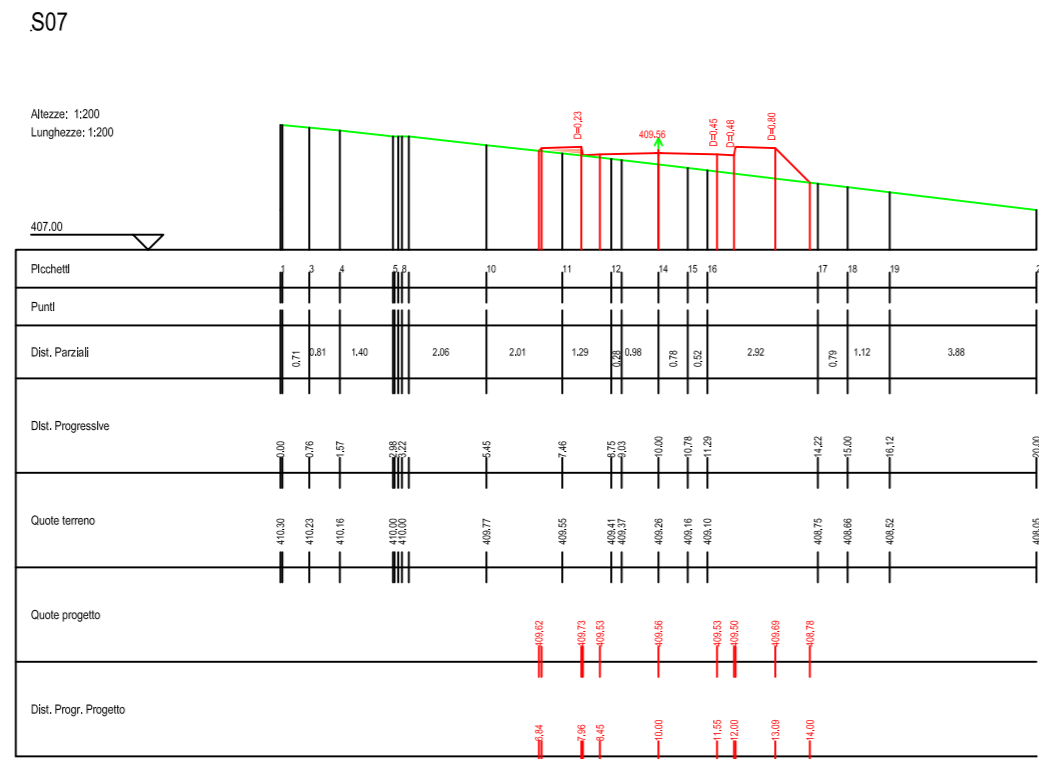 S07
Altezze: 1:200
Lunghezze: 1:200
D=0.23
409.56
D=0.45
D=0.48
D=0.80
407.00
Picchetti
1 3 4 5 8 10 11 12 14 15 16 17 18 19 2
Punti
Dist. Parziali
0.71 0.81 1.40 2.06 2.01 1.29 0.28 0.98 0.78 0.52 2.92 0.79 1.12 3.88
Dist. Progressive
0.00 0.76 1.57 2.98 3.22 5.45 7.46 8.75 9.03 10.00 10.78 11.29 14.22 15.00 16.12 20.00
Quote terreno
410.30 410.23 410.16 410.00 410.00 409.77 409.55 409.41 409.37 409.26 409.16 409.10 408.75 408.66 408.52 408.05
Quote progetto
409.62 409.73 409.53 409.56 409.53 409.50 409.69 408.78
Dist. Progr. Progetto
6.84 7.96 8.45 10.00 11.55 12.00 13.09 14.00